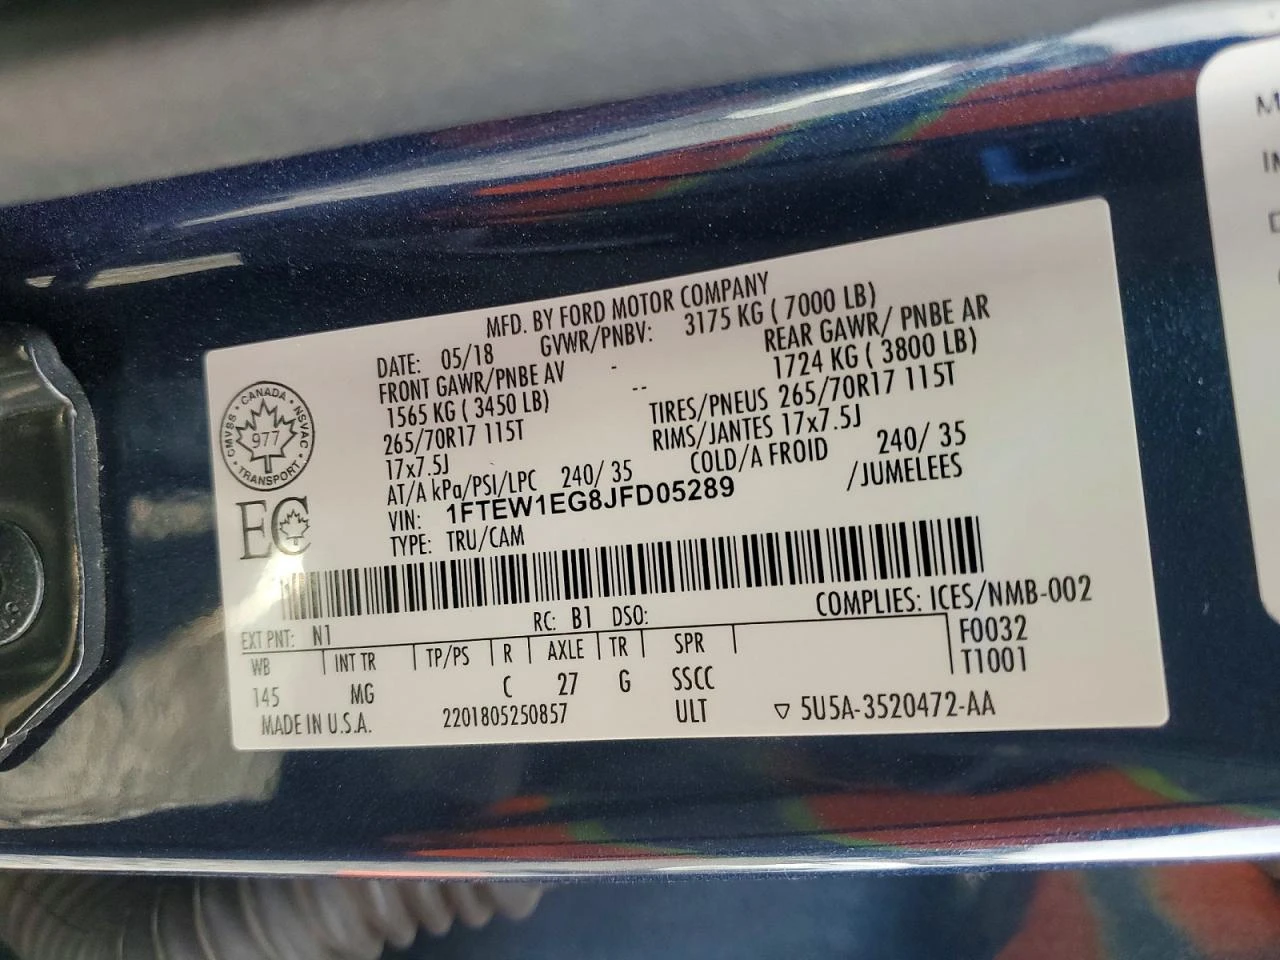 MFD. BY FORD MOTOR COMPANY
DATE: 05/18 GVWR/PNBV: 3175 KG ( 7000 LB)
FRONT GAWR/PNBE AV - REAR GAWR/ PNBE AR
1565 KG ( 3450 LB) -- 1724 KG ( 3800 LB)
265/70R17 115T TIRES/PNEUS 265/70R17 115T
17x7.5J RIMS/JANTES 17x7.5J
AT/A kPa/PSI/LPC 240/ 35 COLD/A FROID 240/ 35
VIN: 1FTEW1EG8JFD05289 /JUMELEES
TYPE: TRU/CAM
CANADA
CMVSS NSVAC
977
TRANSPORT
EC
COMPLIES: ICES/NMB-002
EXT PNT: N1 RC: B1 DSO:
WB INT TR TP/PS R AXLE TR SPR F0032
145 MG C 27 G SSCC T1001
MADE IN U.S.A. 2201805250857 ULT ▽ 5U5A-3520472-AA